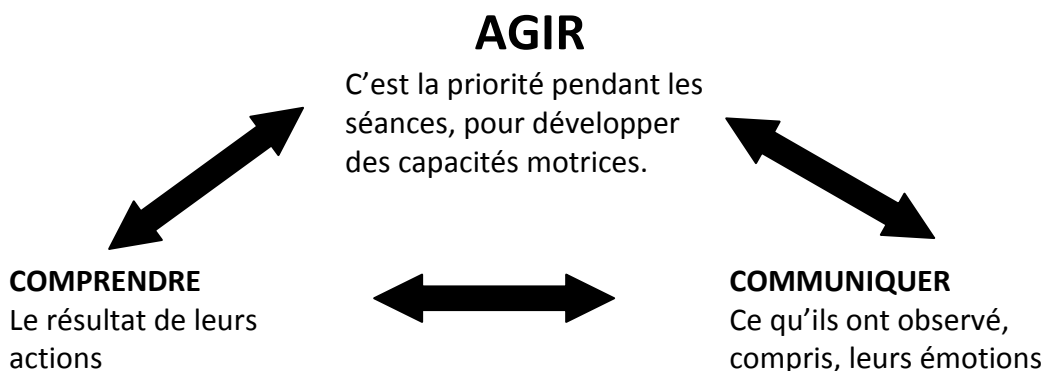 AGIR
C’est la priorité pendant les
séances, pour développer
des capacités motrices.
COMPRENDRE
Le résultat de leurs
actions
COMMUNIQUER
Ce qu’ils ont observé,
compris, leurs émotions